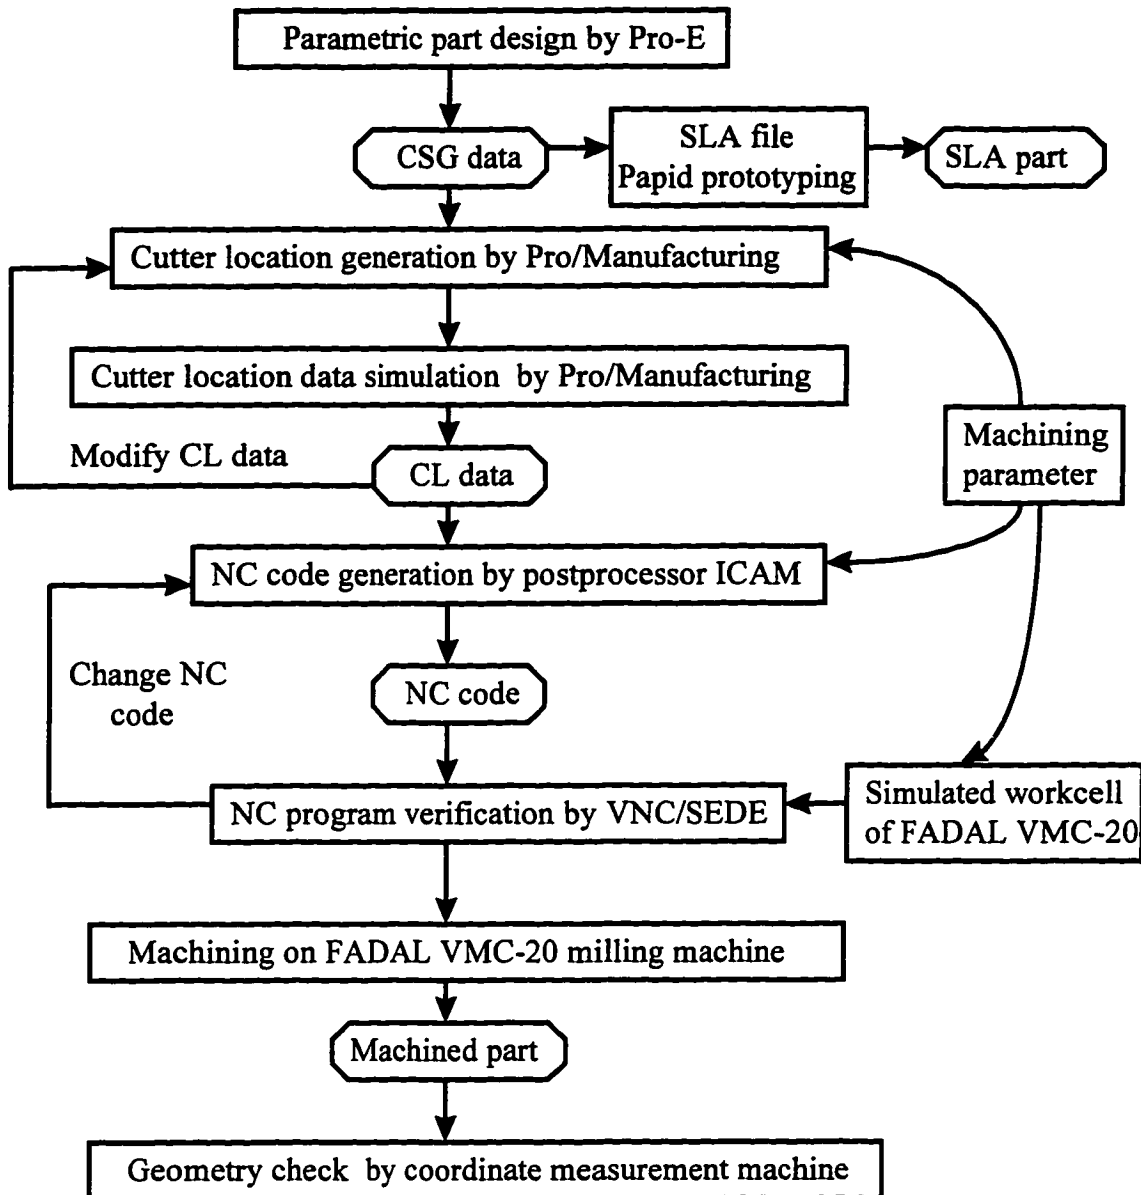 Parametric part design by Pro-E
CSG data
SLA file
Papid prototyping
SLA part
Cutter location generation by Pro/Manufacturing
Cutter location data simulation by Pro/Manufacturing
Machining
parameter
Modify CL data
CL data
NC code generation by postprocessor ICAM
Change NC
code
NC code
NC program verification by VNC/SEDE
Simulated workcell
of FADAL VMC-20
Machining on FADAL VMC-20 milling machine
Machined part
Geometry check by coordinate measurement machine